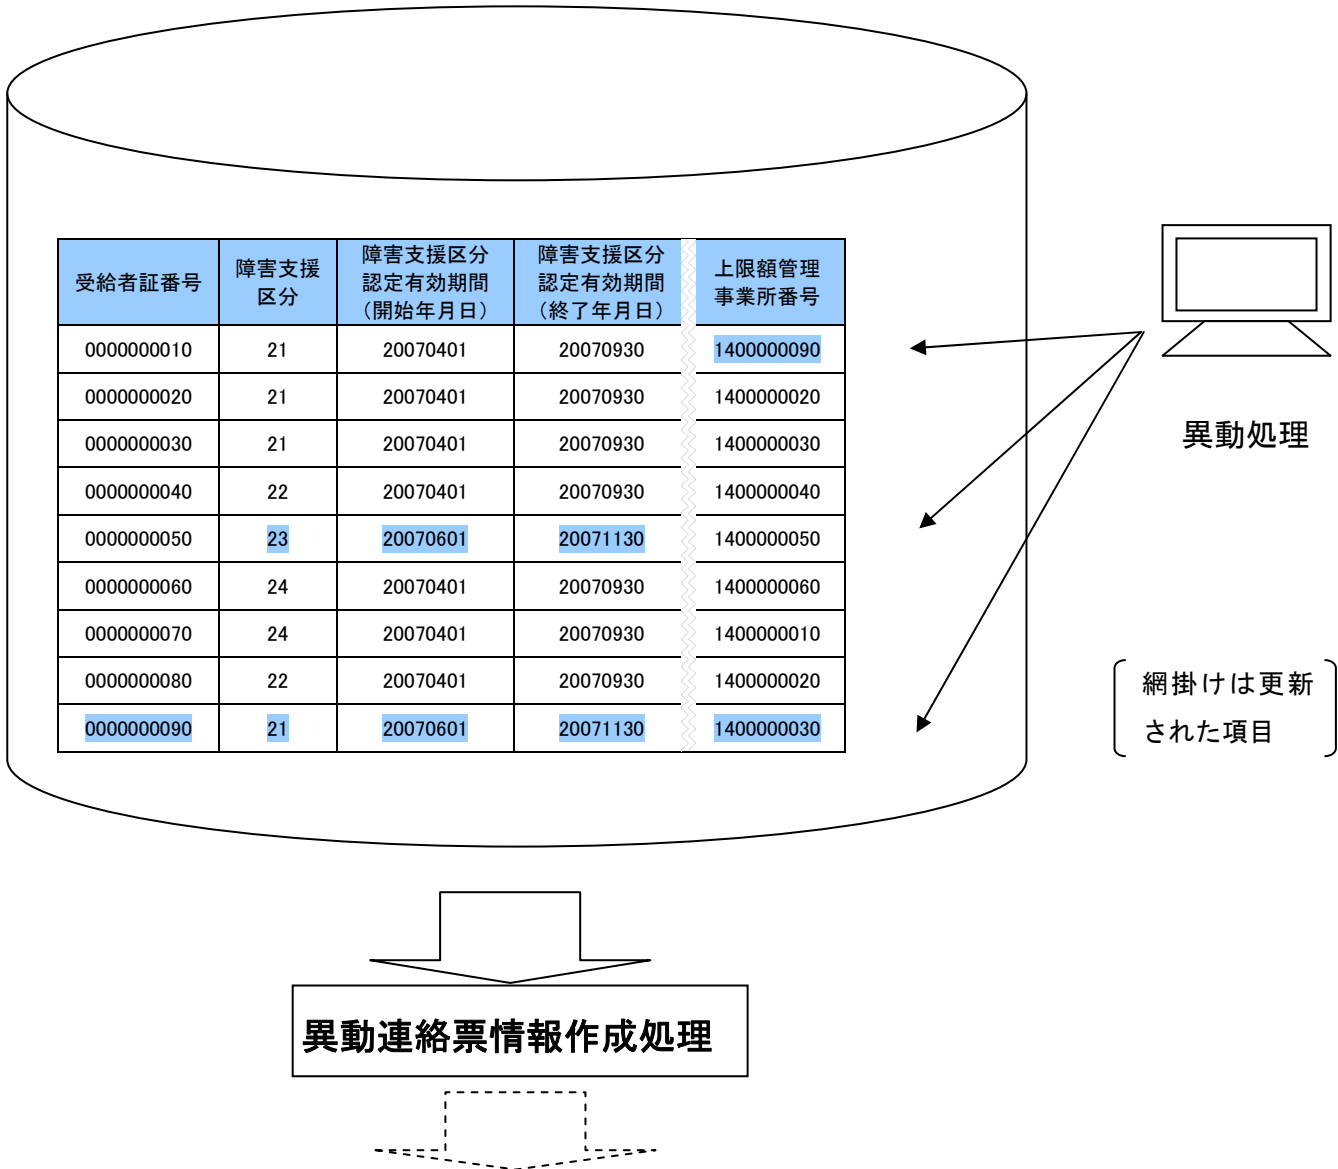 受給者証番号
障害支援
区分
障害支援区分
認定有効期間
（開始年月日）
障害支援区分
認定有効期間
（終了年月日）
上限額管理
事業所番号
0000000010 21 20070401 20070930 1400000090
0000000020 21 20070401 20070930 1400000020
0000000030 21 20070401 20070930 1400000030
0000000040 22 20070401 20070930 1400000040
0000000050 23 20070601 20071130 1400000050
0000000060 24 20070401 20070930 1400000060
0000000070 24 20070401 20070930 1400000010
0000000080 22 20070401 20070930 1400000020
0000000090 21 20070601 20071130 1400000030
異動処理
網掛けは更新
された項目
異動連絡票情報作成処理